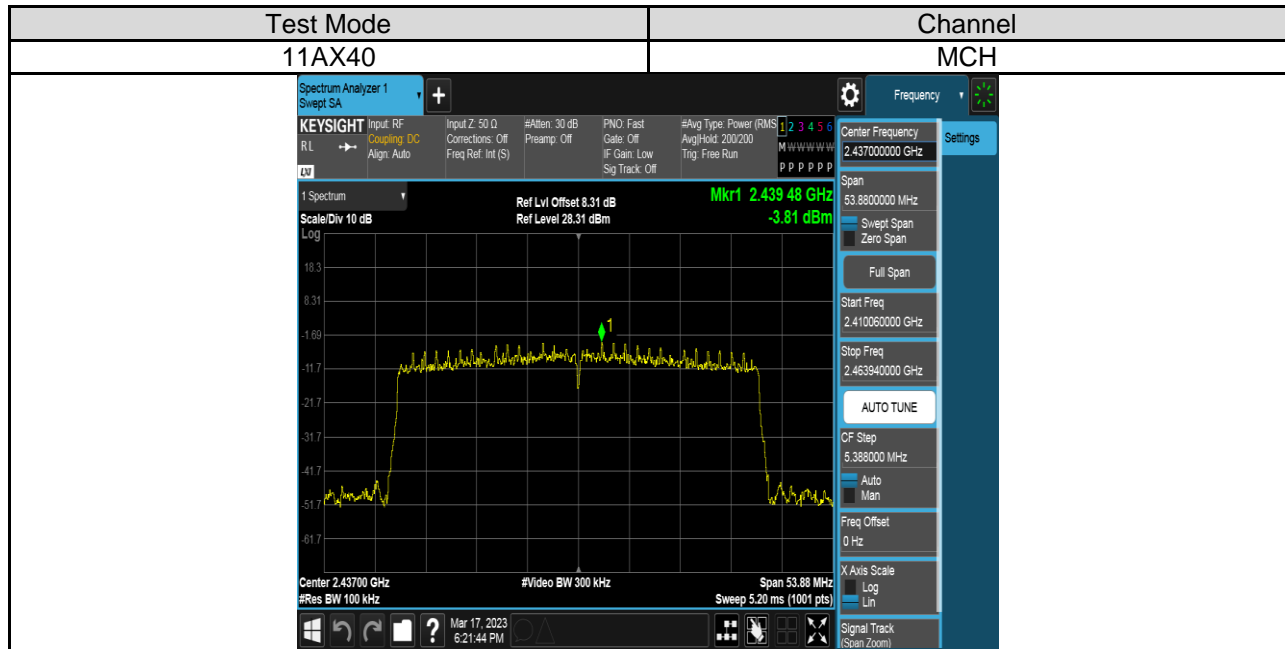 Test Mode Channel
11AX40 MCH
Spectrum Analyzer 1
Swept SA
+
Frequency
KEYSIGHT Input: RF Input Z: 50 Ω #Atten: 30 dB PNO: Fast #Avg Type: Power (RMS 1 2 3 4 5 6
RL Coupling: DC Corrections: Off Preamp: Off Gate: Off Avg|Hold: 200/200 M W W W W W
Align: Auto Freq Ref: Int (S) IF Gain: Low Trig: Free Run
LXI Sig Track: Off P P P P P P
Center Frequency
2.437000000 GHz
Settings
1 Spectrum
Ref Lvl Offset 8.31 dB
Mkr1 2.439 48 GHz
Scale/Div 10 dB
Ref Level 28.31 dBm
-3.81 dBm
Log
18.3
8.31
-1.69
-11.7
-21.7
-31.7
-41.7
-51.7
-61.7
1
Center 2.43700 GHz #Video BW 300 kHz Span 53.88 MHz
#Res BW 100 kHz Sweep 5.20 ms (1001 pts)
Span
53.8800000 MHz
Swept Span
Zero Span
Full Span
Start Freq
2.410060000 GHz
Stop Freq
2.463940000 GHz
AUTO TUNE
CF Step
5.388000 MHz
Auto
Man
Freq Offset
0 Hz
X Axis Scale
Log
Lin
Signal Track
(Span Zoom)
?
Mar 17, 2023
6:21:44 PM